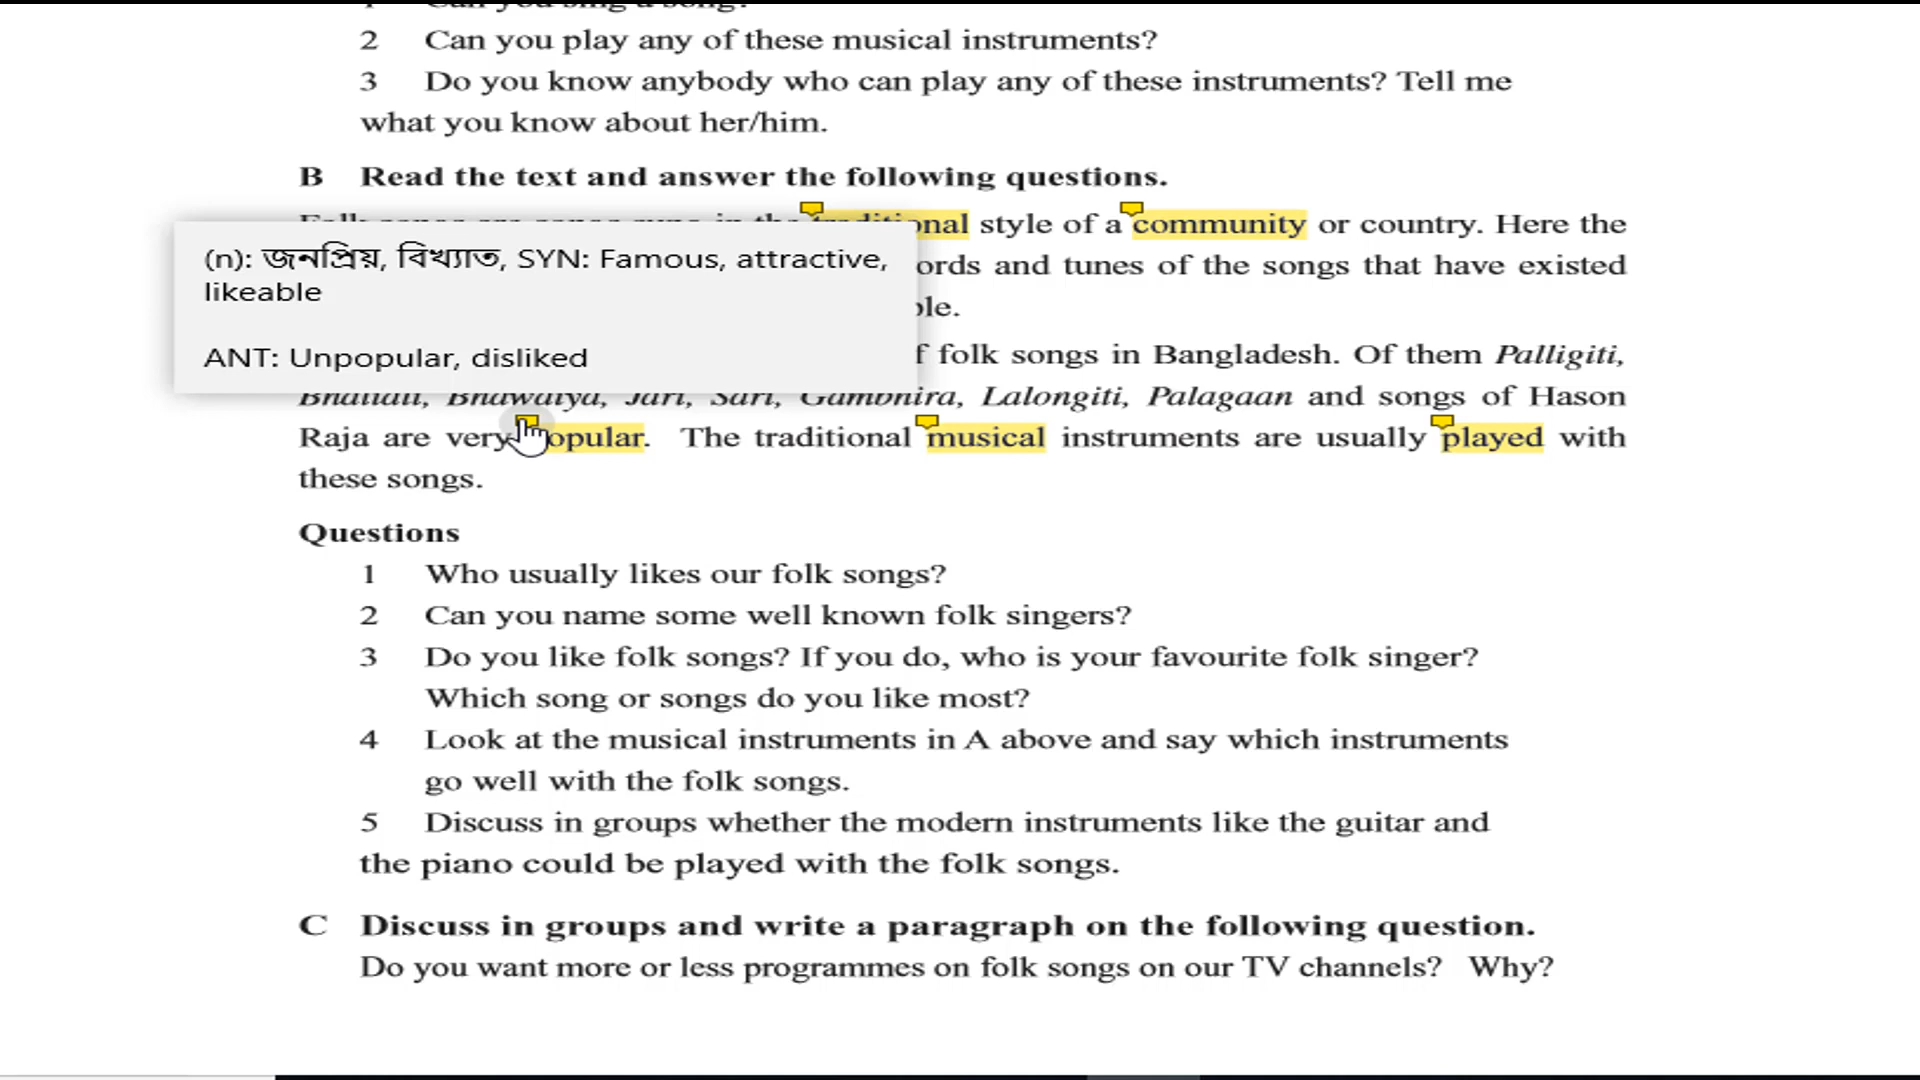 2 Can you play any of these musical instruments?
3 Do you know anybody who can play any of these instruments? Tell me
what you know about her/him.
B Read the text and answer the following questions.
style of a community or country. Here the
(n): জনপ্রিয়, বিখ্যাত, SYN: Famous, attractive,
likeable
ANT: Unpopular, disliked
and tunes of the songs that have existed
folk songs in Bangladesh. Of them Palligiti,
Lalongiti, Palagaan and songs of Hason
Raja are very opular. The traditional musical instruments are usually played with
these songs.
Questions
1 Who usually likes our folk songs?
2 Can you name some well known folk singers?
3 Do you like folk songs? If you do, who is your favourite folk singer?
Which song or songs do you like most?
4 Look at the musical instruments in A above and say which instruments
go well with the folk songs.
5 Discuss in groups whether the modern instruments like the guitar and
the piano could be played with the folk songs.
C Discuss in groups and write a paragraph on the following question.
Do you want more or less programmes on folk songs on our TV channels? Why?